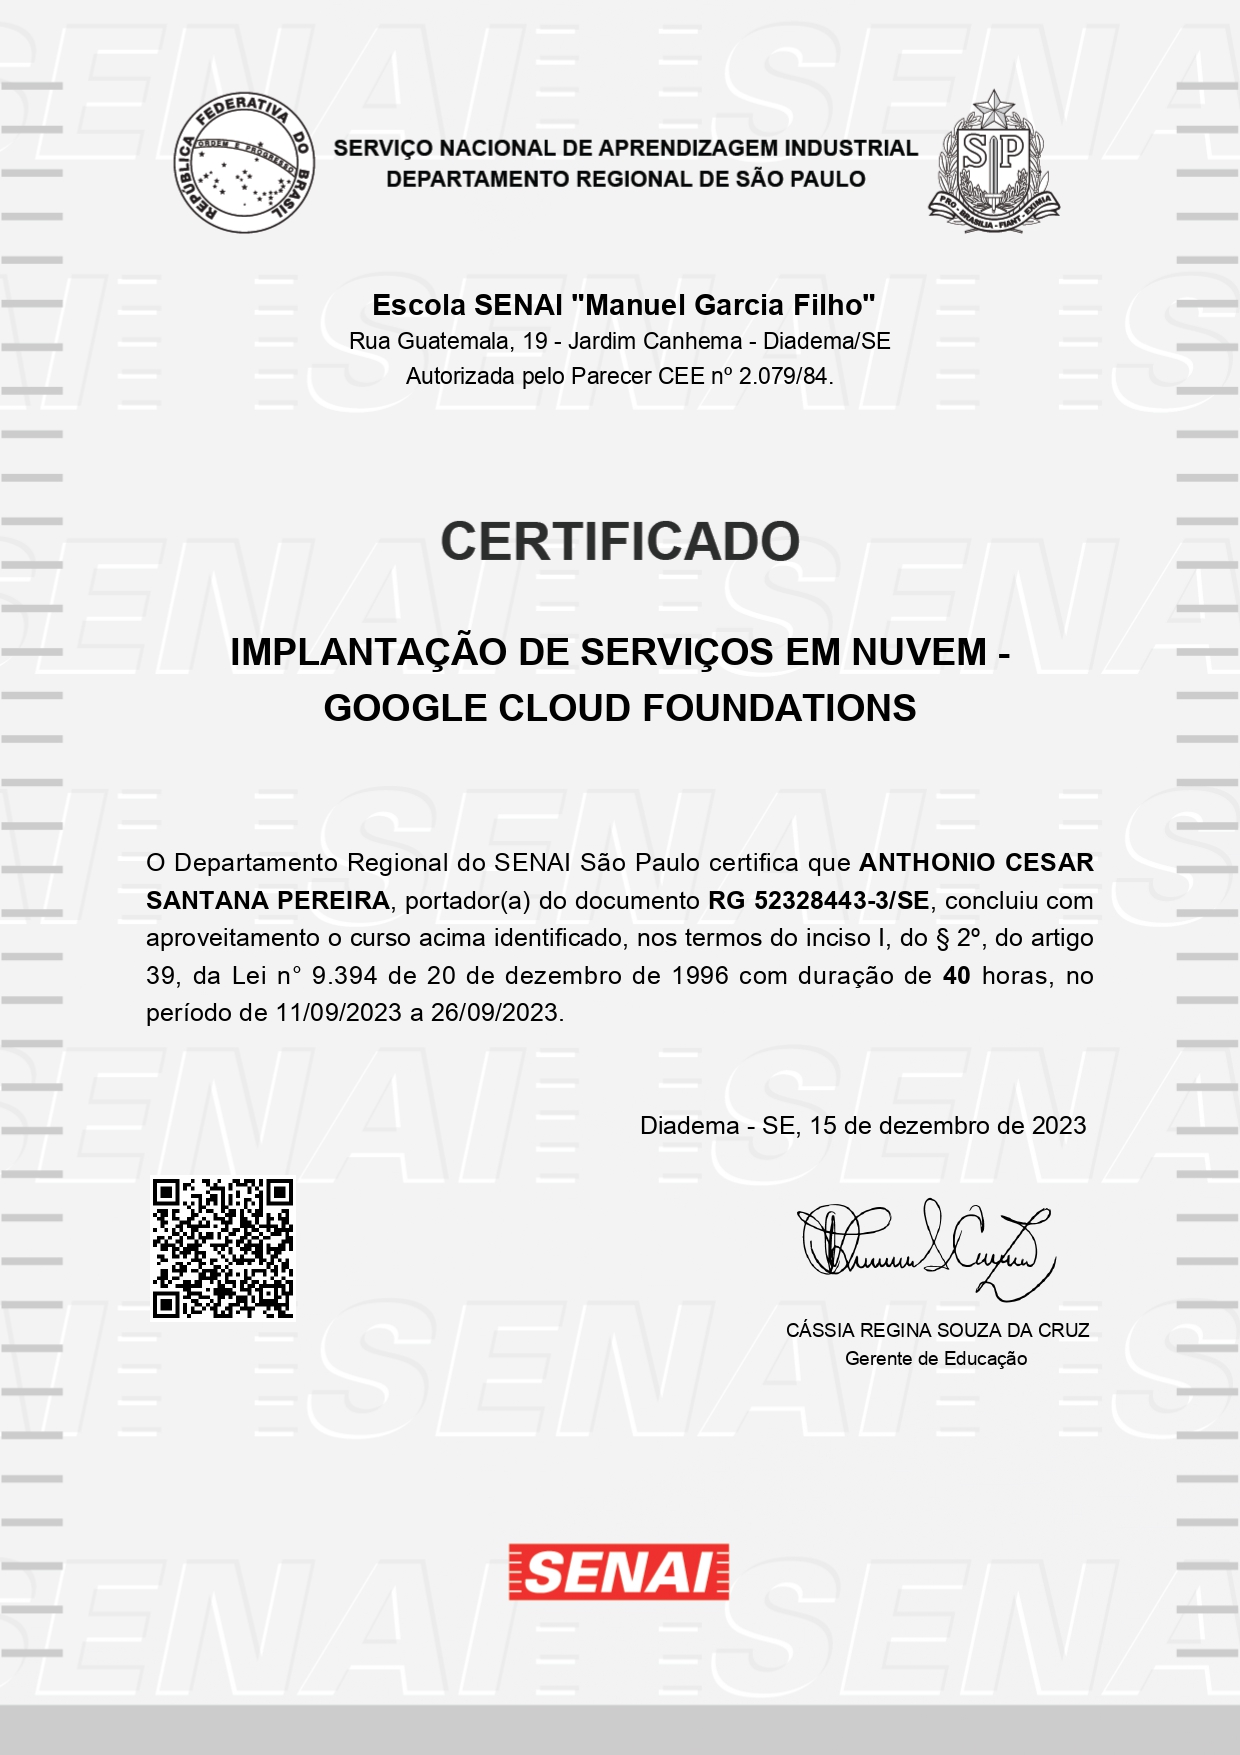 REPÚBLICA FEDERATIVA DO BRASIL
ORDEM E PROGRESSO
SERVIÇO NACIONAL DE APRENDIZAGEM INDUSTRIAL
DEPARTAMENTO REGIONAL DE SÃO PAULO
SP
PRO - BRASILIA - FIANT - EXIMIA
Escola SENAI "Manuel Garcia Filho"
Rua Guatemala, 19 - Jardim Canhema - Diadema/SE
Autorizada pelo Parecer CEE nº 2.079/84.
CERTIFICADO
IMPLANTAÇÃO DE SERVIÇOS EM NUVEM -
GOOGLE CLOUD FOUNDATIONS
O Departamento Regional do SENAI São Paulo certifica que ANTHONIO CESAR
SANTANA PEREIRA, portador(a) do documento RG 52328443-3/SE, concluiu com
aproveitamento o curso acima identificado, nos termos do inciso I, do § 2º, do artigo
39, da Lei n° 9.394 de 20 de dezembro de 1996 com duração de 40 horas, no
período de 11/09/2023 a 26/09/2023.
Diadema - SE, 15 de dezembro de 2023
CÁSSIA REGINA SOUZA DA CRUZ
Gerente de Educação
SENAI